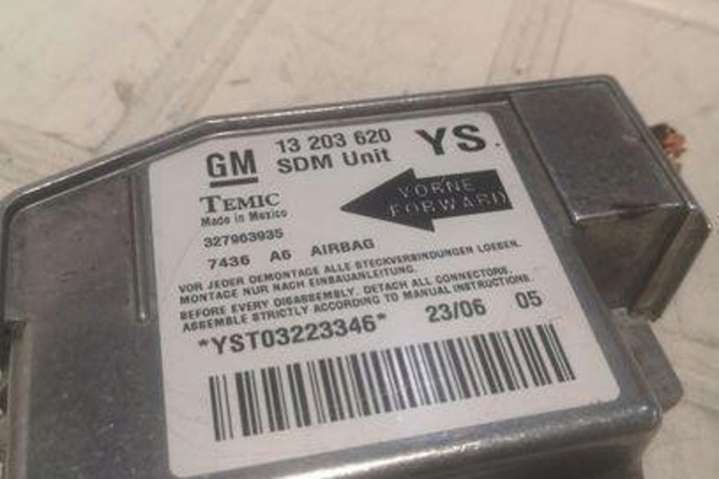 GM 13 203 620 YS
SDM Unit
TEMIC
Made in Mexico
VORNE
FORWARD
327963935
7436 A6 AIRBAG
VOR JEDER DEMONTAGE ALLE STECKVERBINDUNGEN LOESEN.
MONTAGE NUR NACH EINBAUANLEITUNG.
BEFORE EVERY DISASSEMBLY. DETACH ALL CONNECTORS.
ASSEMBLE STRICTLY ACCORDING TO MANUAL INSTRUCTIONS.
*YST03223346* 23/06 05